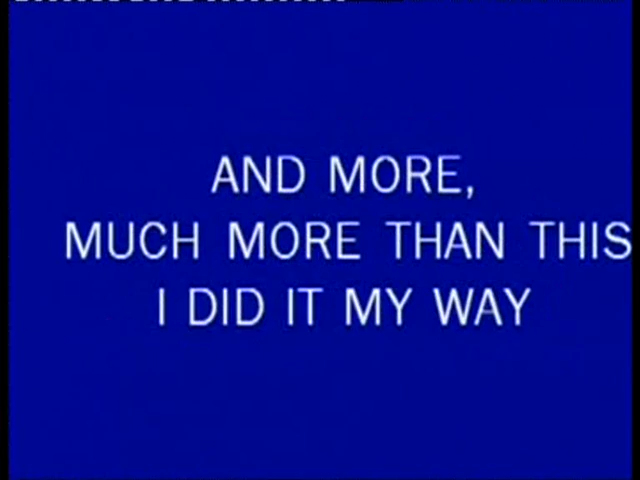 AND MORE,
MUCH MORE THAN THIS
I DID IT MY WAY